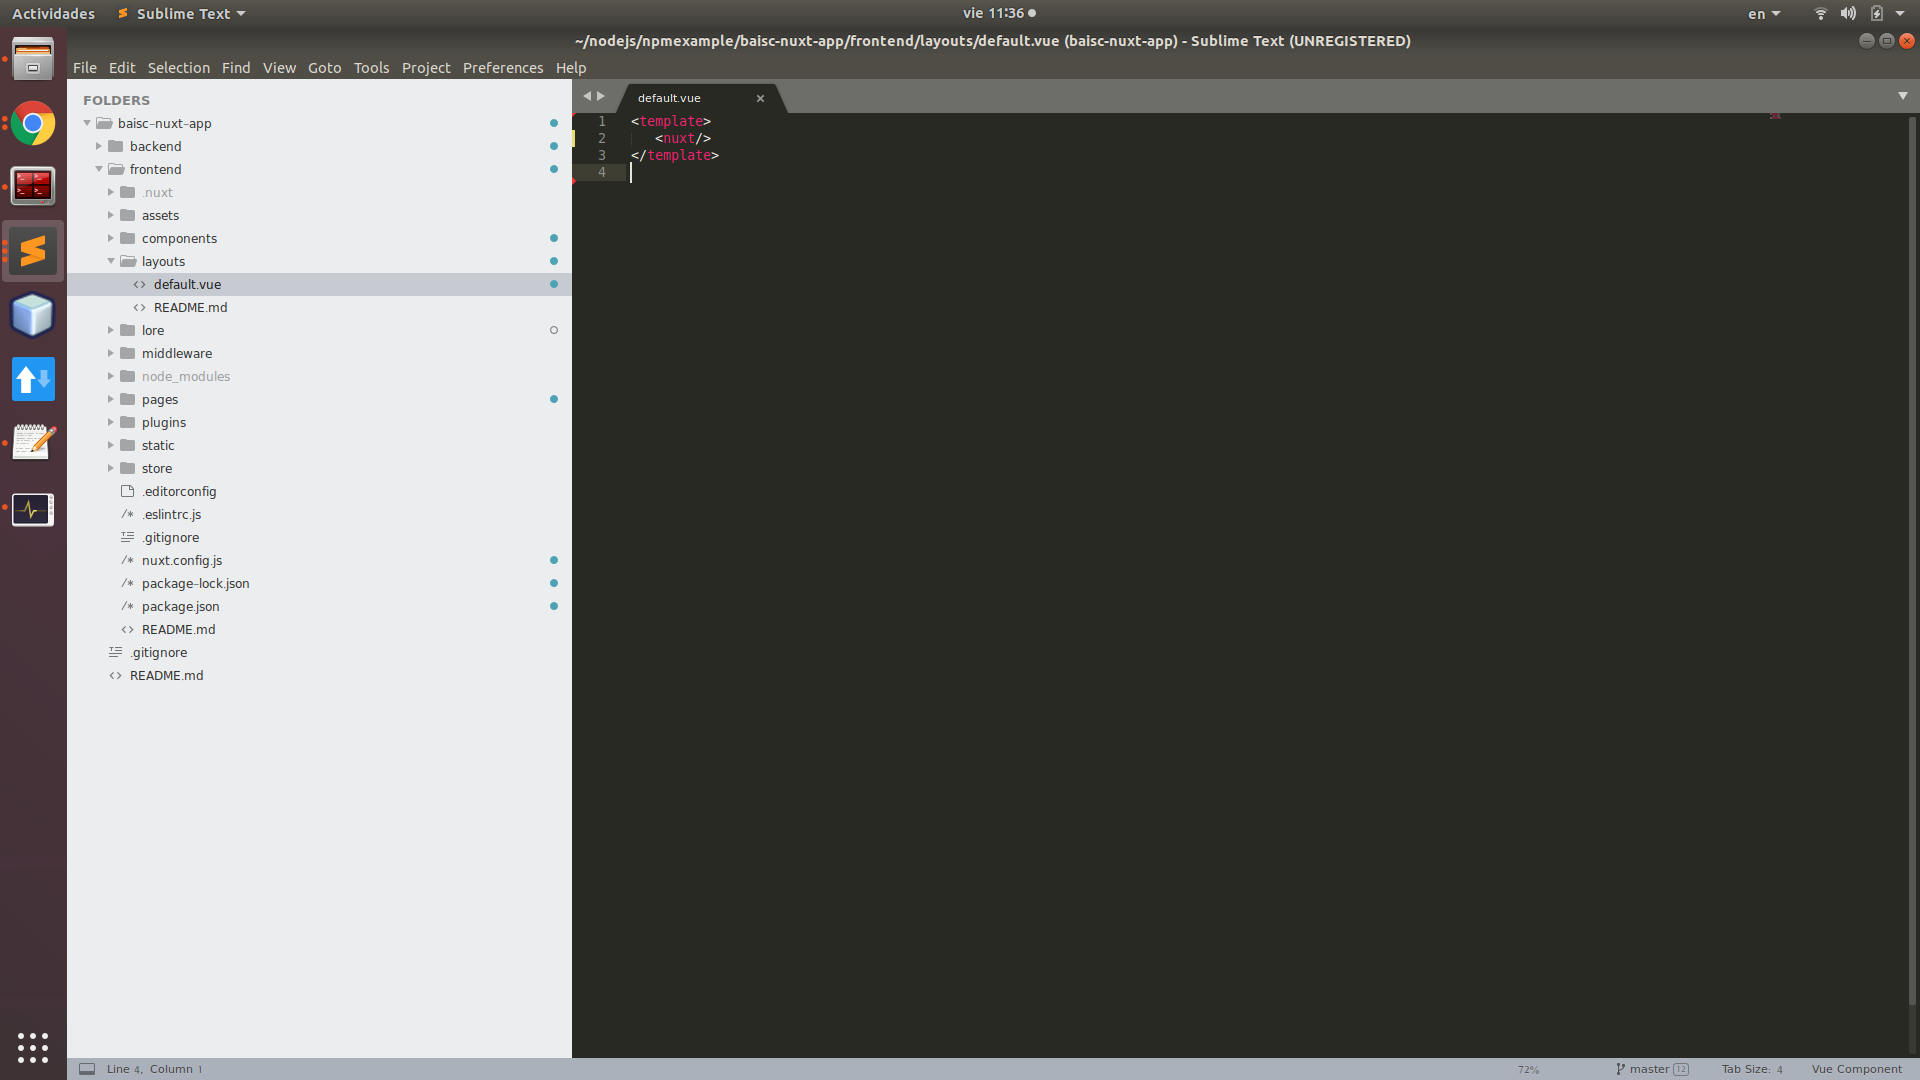 Actividades Sublime Text vie 11:36 en
~/nodejs/npmexample/baisc-nuxt-app/frontend/layouts/default.vue (baisc-nuxt-app) - Sublime Text (UNREGISTERED)
File Edit Selection Find View Goto Tools Project Preferences Help
FOLDERS
baisc-nuxt-app
backend
frontend
.nuxt
assets
components
layouts
default.vue
README.md
lore
middleware
node_modules
pages
plugins
static
store
.editorconfig
/* .eslintrc.js
.gitignore
/* nuxt.config.js
/* package-lock.json
/* package.json
<> README.md
.gitignore
<> README.md
default.vue ×
1 <template>
2    <nuxt/>
3 </template>
4
Line 4, Column 1 72% master 12 Tab Size: 4 Vue Component